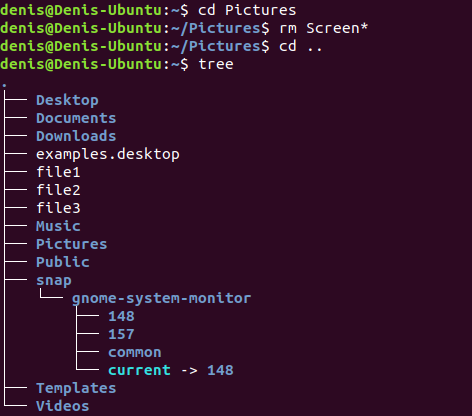 denis@Denis-Ubuntu:~$ cd Pictures
denis@Denis-Ubuntu:~/Pictures$ rm Screen*
denis@Denis-Ubuntu:~/Pictures$ cd ..
denis@Denis-Ubuntu:~$ tree
.
├── Desktop
├── Documents
├── Downloads
├── examples.desktop
├── file1
├── file2
├── file3
├── Music
├── Pictures
├── Public
├── snap
│   └── gnome-system-monitor
│       ├── 148
│       ├── 157
│       ├── common
│       └── current -> 148
├── Templates
└── Videos